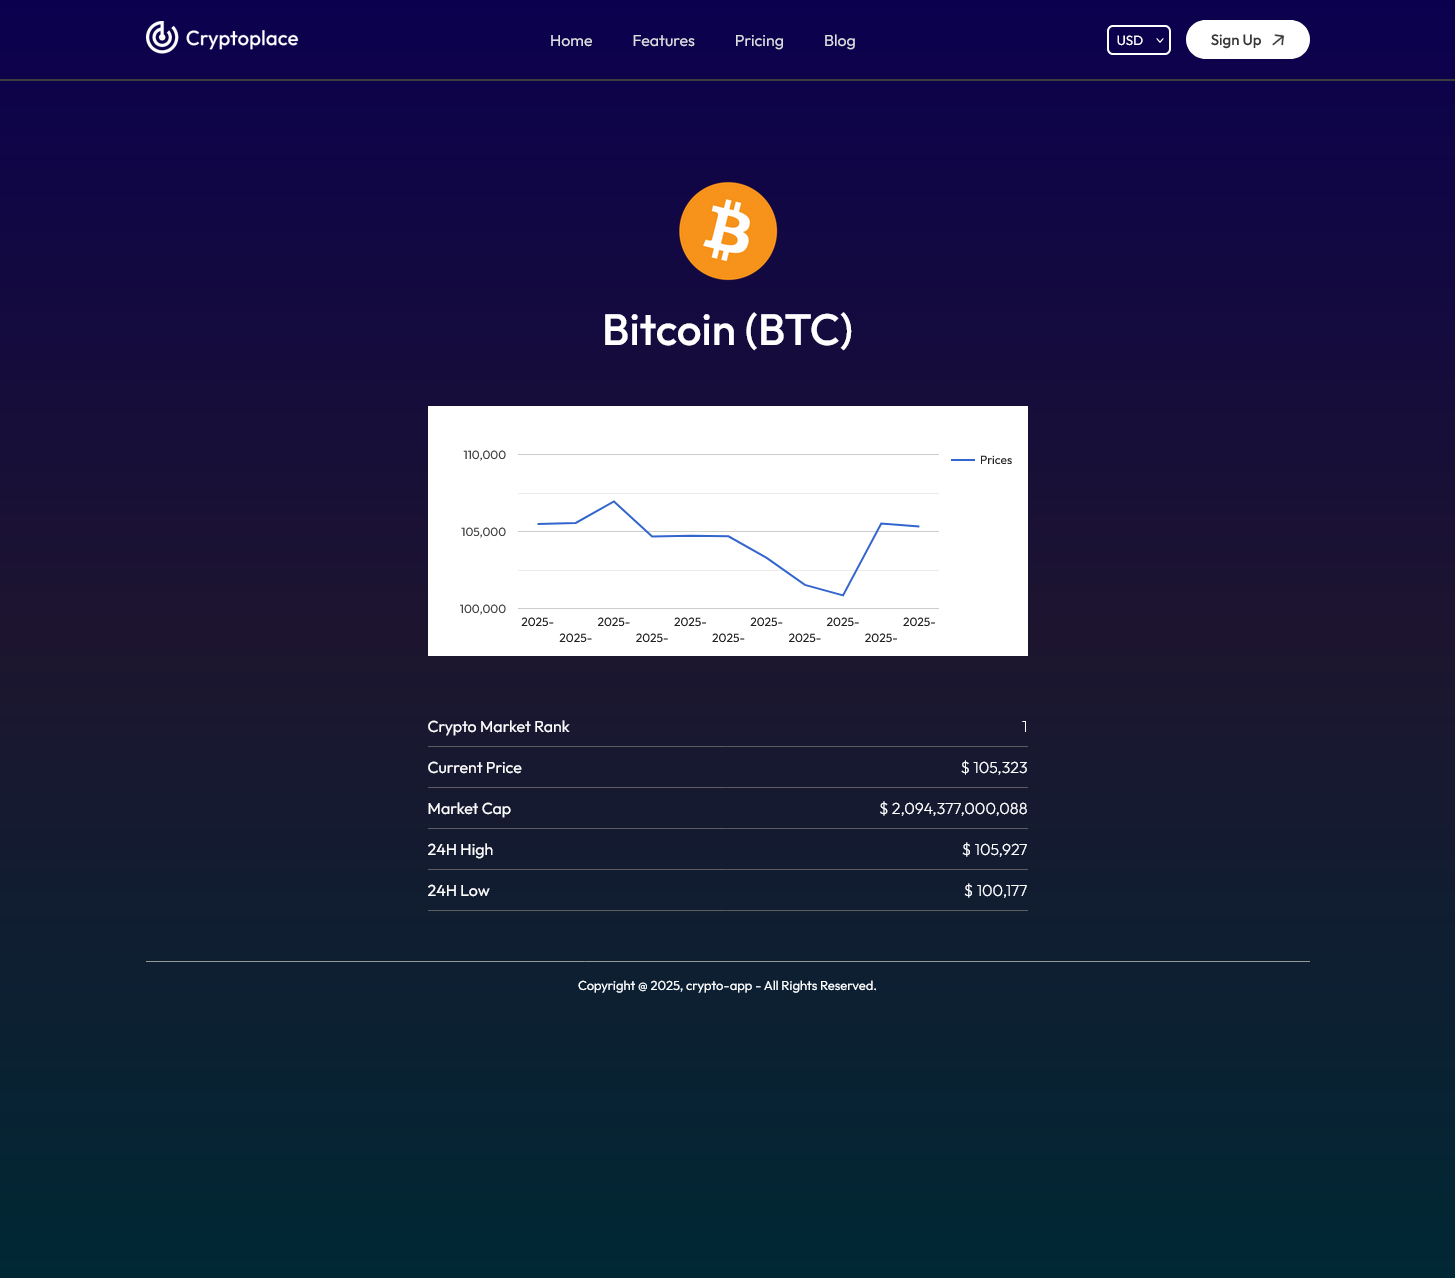 Cryptoplace
Home
Features
Pricing
Blog
USD
Sign Up
Bitcoin (BTC)
110,000
Prices
105,000
100,000
2025- 2025- 2025- 2025- 2025- 2025-
2025- 2025- 2025- 2025- 2025-
Crypto Market Rank 1
Current Price $ 105,323
Market Cap $ 2,094,377,000,088
24H High $ 105,927
24H Low $ 100,177
Copyright @ 2025, crypto-app - All Rights Reserved.